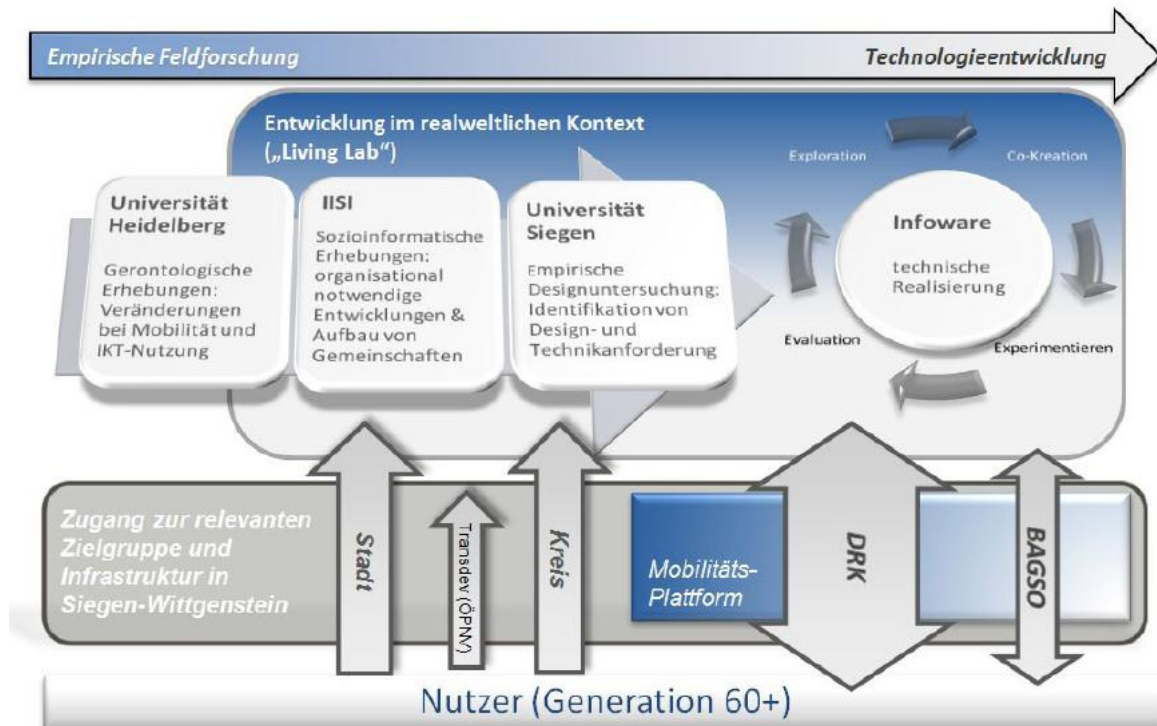 Empirische Feldforschung
Technologieentwicklung
Entwicklung im realweltlichen Kontext
(„Living Lab“)
Universität
Heidelberg
Gerontologische
Erhebungen:
Veränderungen
bei Mobilität und
IKT-Nutzung
IISI
Sozioinformatische
Erhebungen:
organisational
notwendige
Entwicklungen &
Aufbau von
Gemeinschaften
Universität
Siegen
Empirische
Designuntersuchung:
Identifikation von
Design- und
Technikanforderung
Exploration
Co-Kreation
Infoware
technische
Realisierung
Evaluation
Experimentieren
Zugang zur relevanten
Zielgruppe und
Infrastruktur in
Siegen-Wittgenstein
Stadt
Transdev (ÖPNV)
Kreis
Mobilitäts-
Plattform
DRK
BAGSO
Nutzer (Generation 60+)